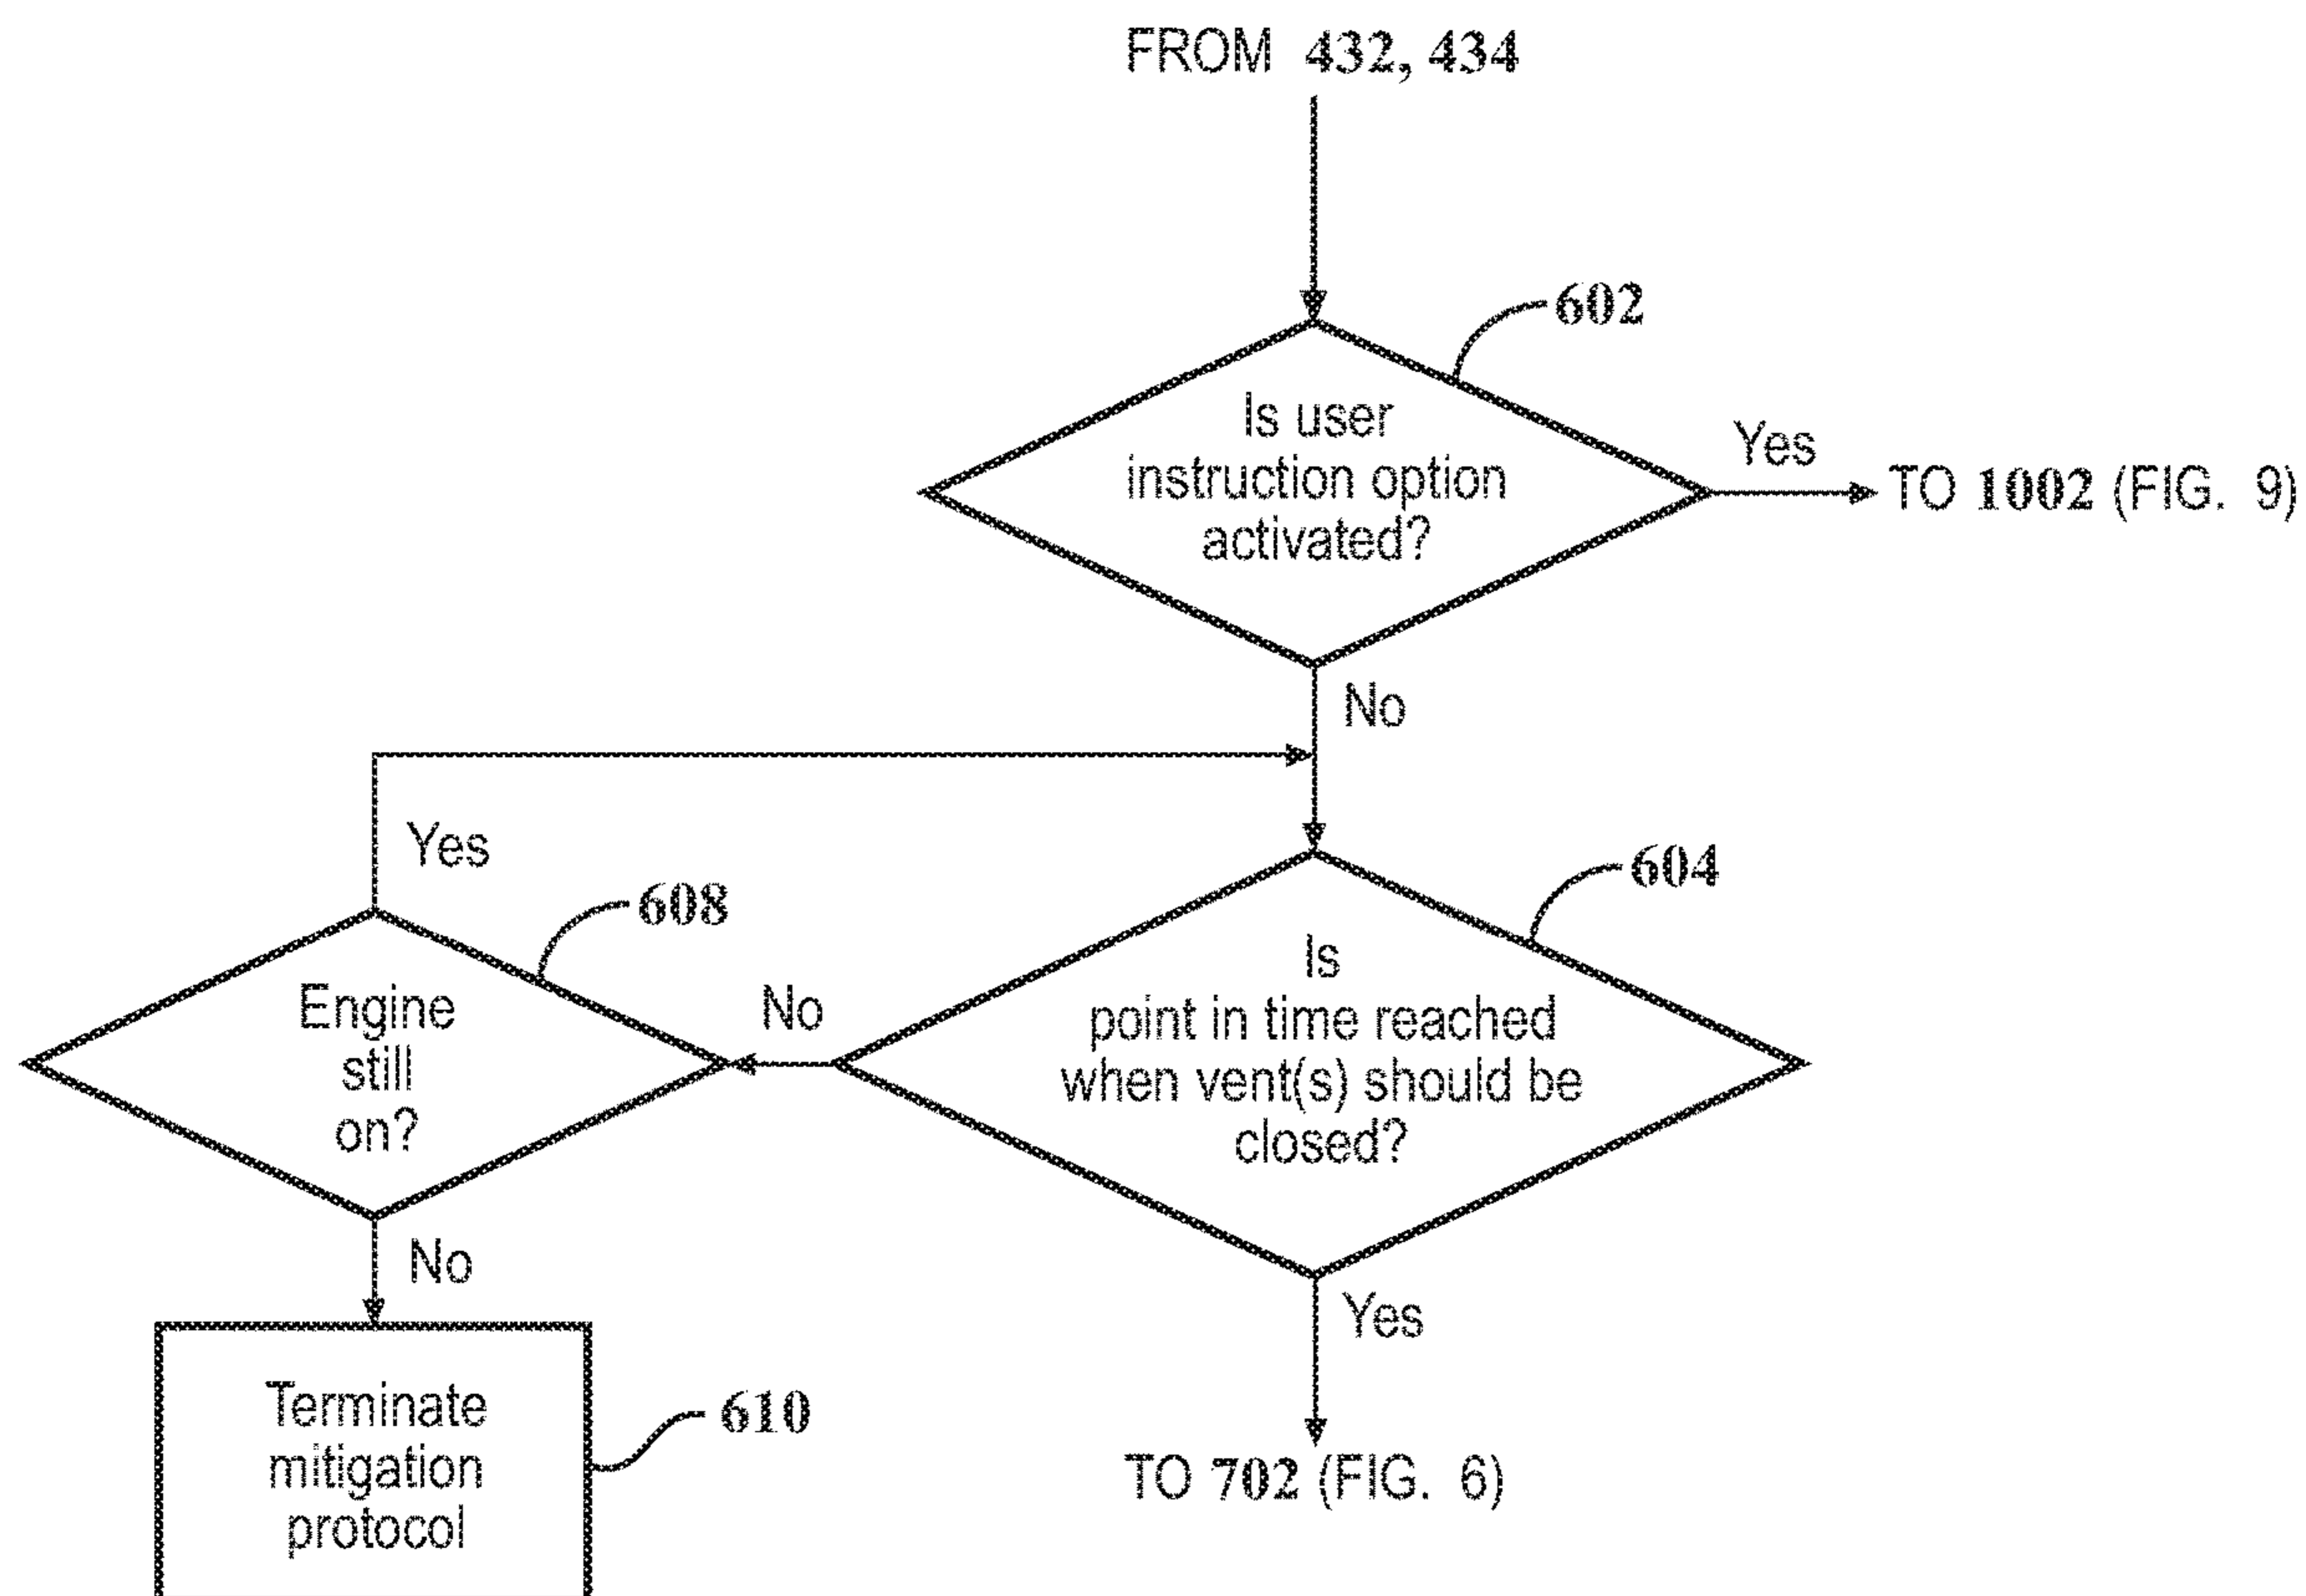 FROM 432, 434
602
Is user
instruction option
activated?
Yes
TO 1002 (FIG. 9)
No
Yes
608
604
Engine
still
on?
No
Is
point in time reached
when vent(s) should be
closed?
No
Yes
Terminate
mitigation
protocol
610
TO 702 (FIG. 6)